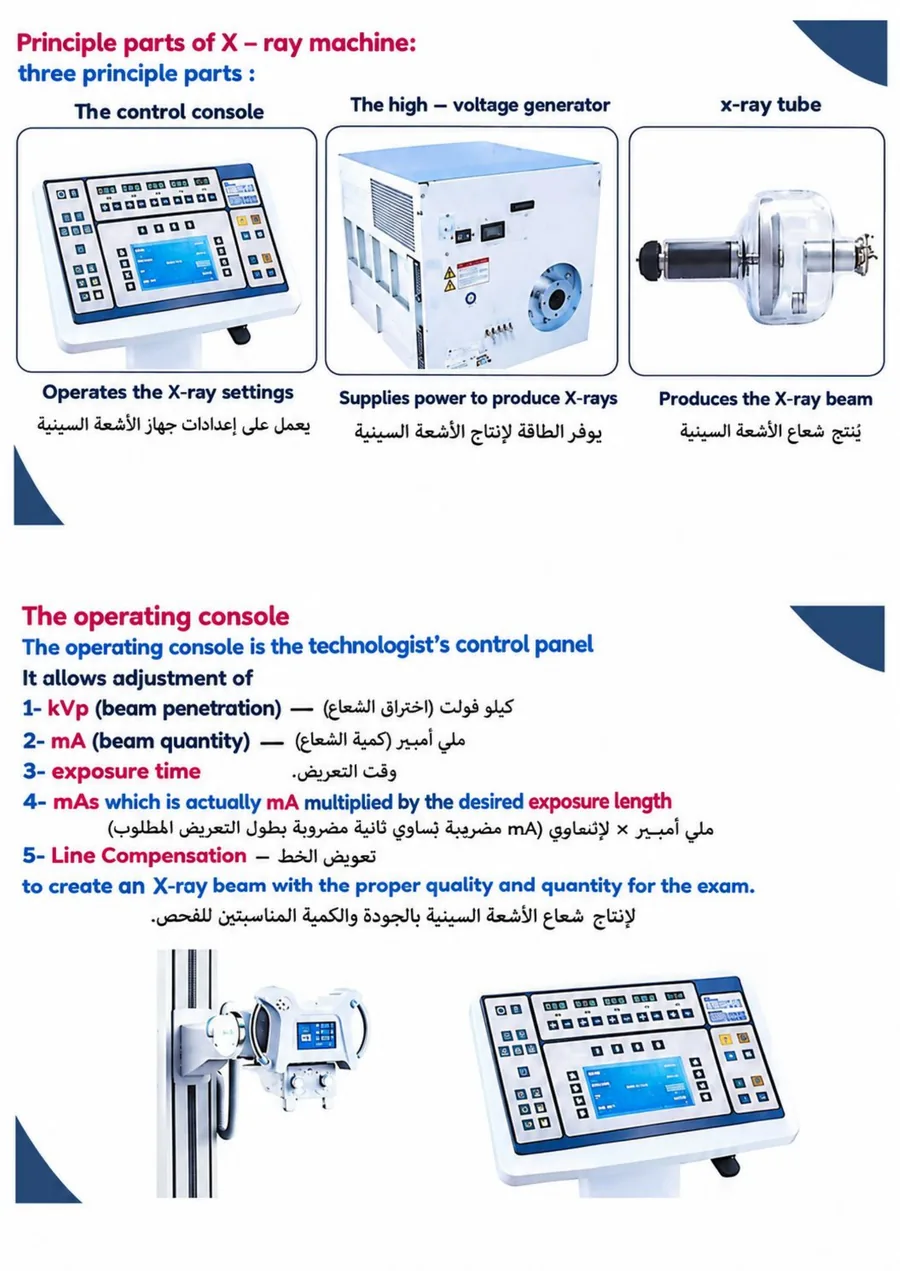 Principle parts of X – ray machine:
three principle parts :
The control console
The high – voltage generator
x-ray tube
Operates the X-ray settings
يعمل على إعدادات جهاز الأشعة السينية
Supplies power to produce X-rays
يوفر الطاقة لإنتاج الأشعة السينية
Produces the X-ray beam
يُنتج شعاع الأشعة السينية
The operating console
The operating console is the technologist's control panel
It allows adjustment of
1- kVp (beam penetration) — كيلو فولت (اختراق الشعاع)
2- mA (beam quantity) — ملي أمبير (كمية الشعاع)
3- exposure time وقت التعريض.
4- mAs which is actually mA multiplied by the desired exposure length
ملي أمبير × (mA ثانية مضروبة بطول التعريض المطلوب)
5- Line Compensation – تعويض الخط
to create an X-ray beam with the proper quality and quantity for the exam.
لإنتاج شعاع الأشعة السينية بالجودة والكمية المناسبتين للفحص.